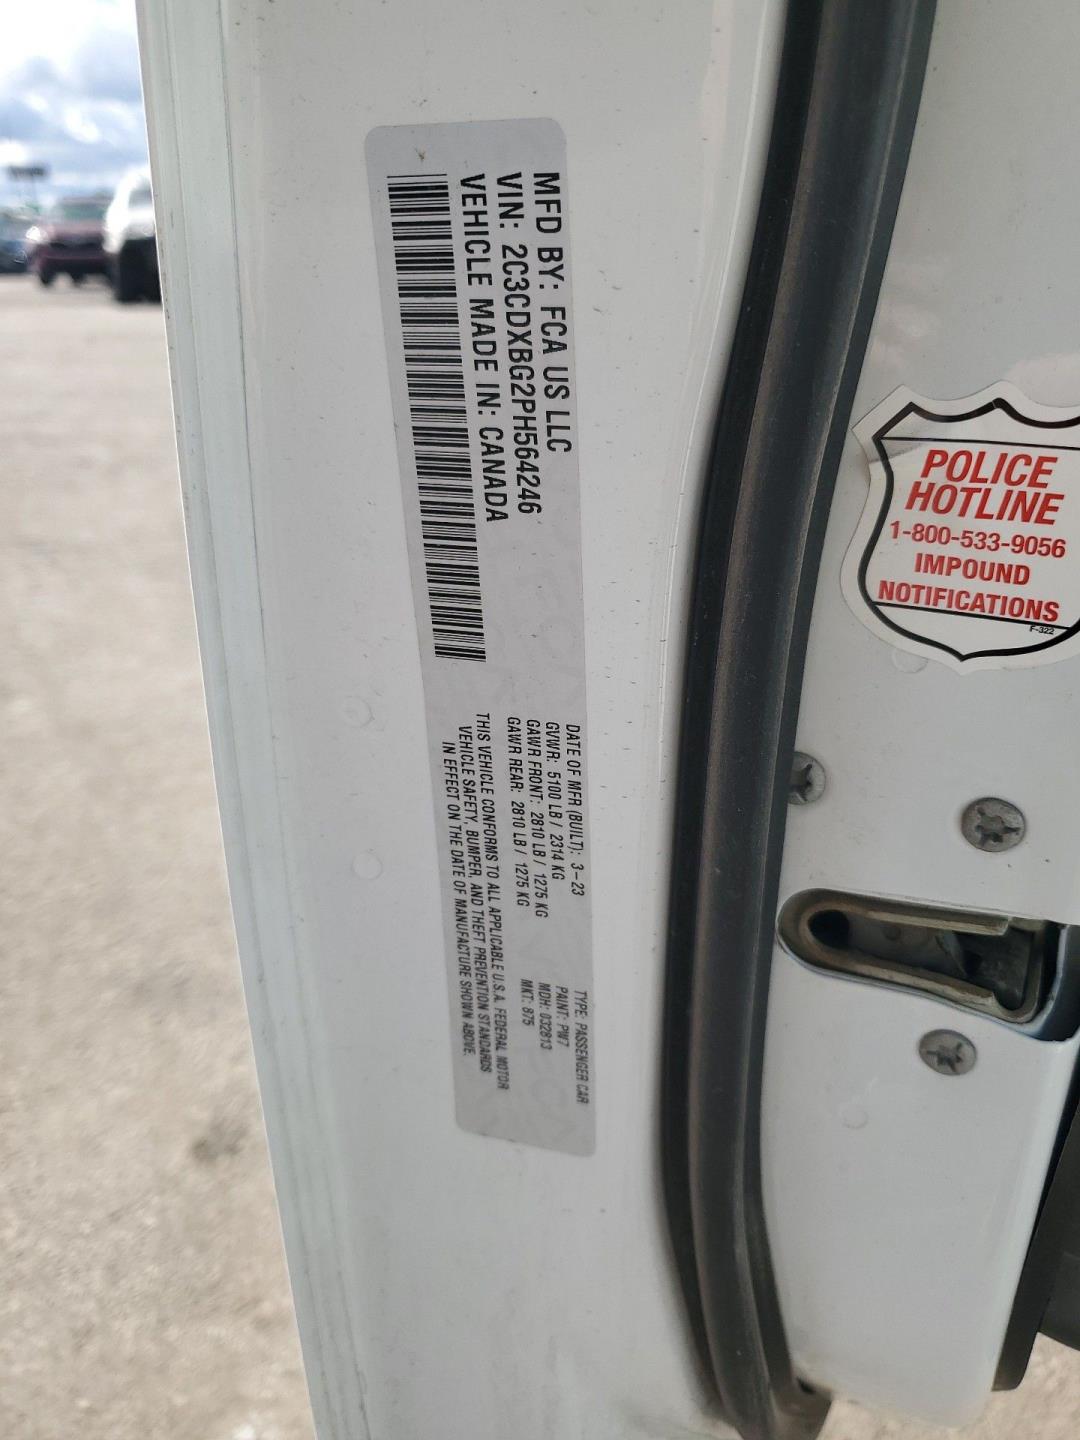 MFD BY: FCA US LLC
VIN: 2C3CDXBG2PH564246
VEHICLE MADE IN: CANADA
DATE OF MFR (BUILT): 3-23
GVWR: 5100 LB / 2314 KG
GAWR FRONT: 2810 LB / 1275 KG
GAWR REAR: 2810 LB / 1275 KG
TYPE: PASSENGER CAR
PAINT: PW7
MDH: 032813
MKT: B75
THIS VEHICLE CONFORMS TO ALL APPLICABLE U.S.A. FEDERAL MOTOR
VEHICLE SAFETY, BUMPER, AND THEFT PREVENTION STANDARDS
IN EFFECT ON THE DATE OF MANUFACTURE SHOWN ABOVE.
POLICE
HOTLINE
1-800-533-9056
IMPOUND
NOTIFICATIONS
F-322